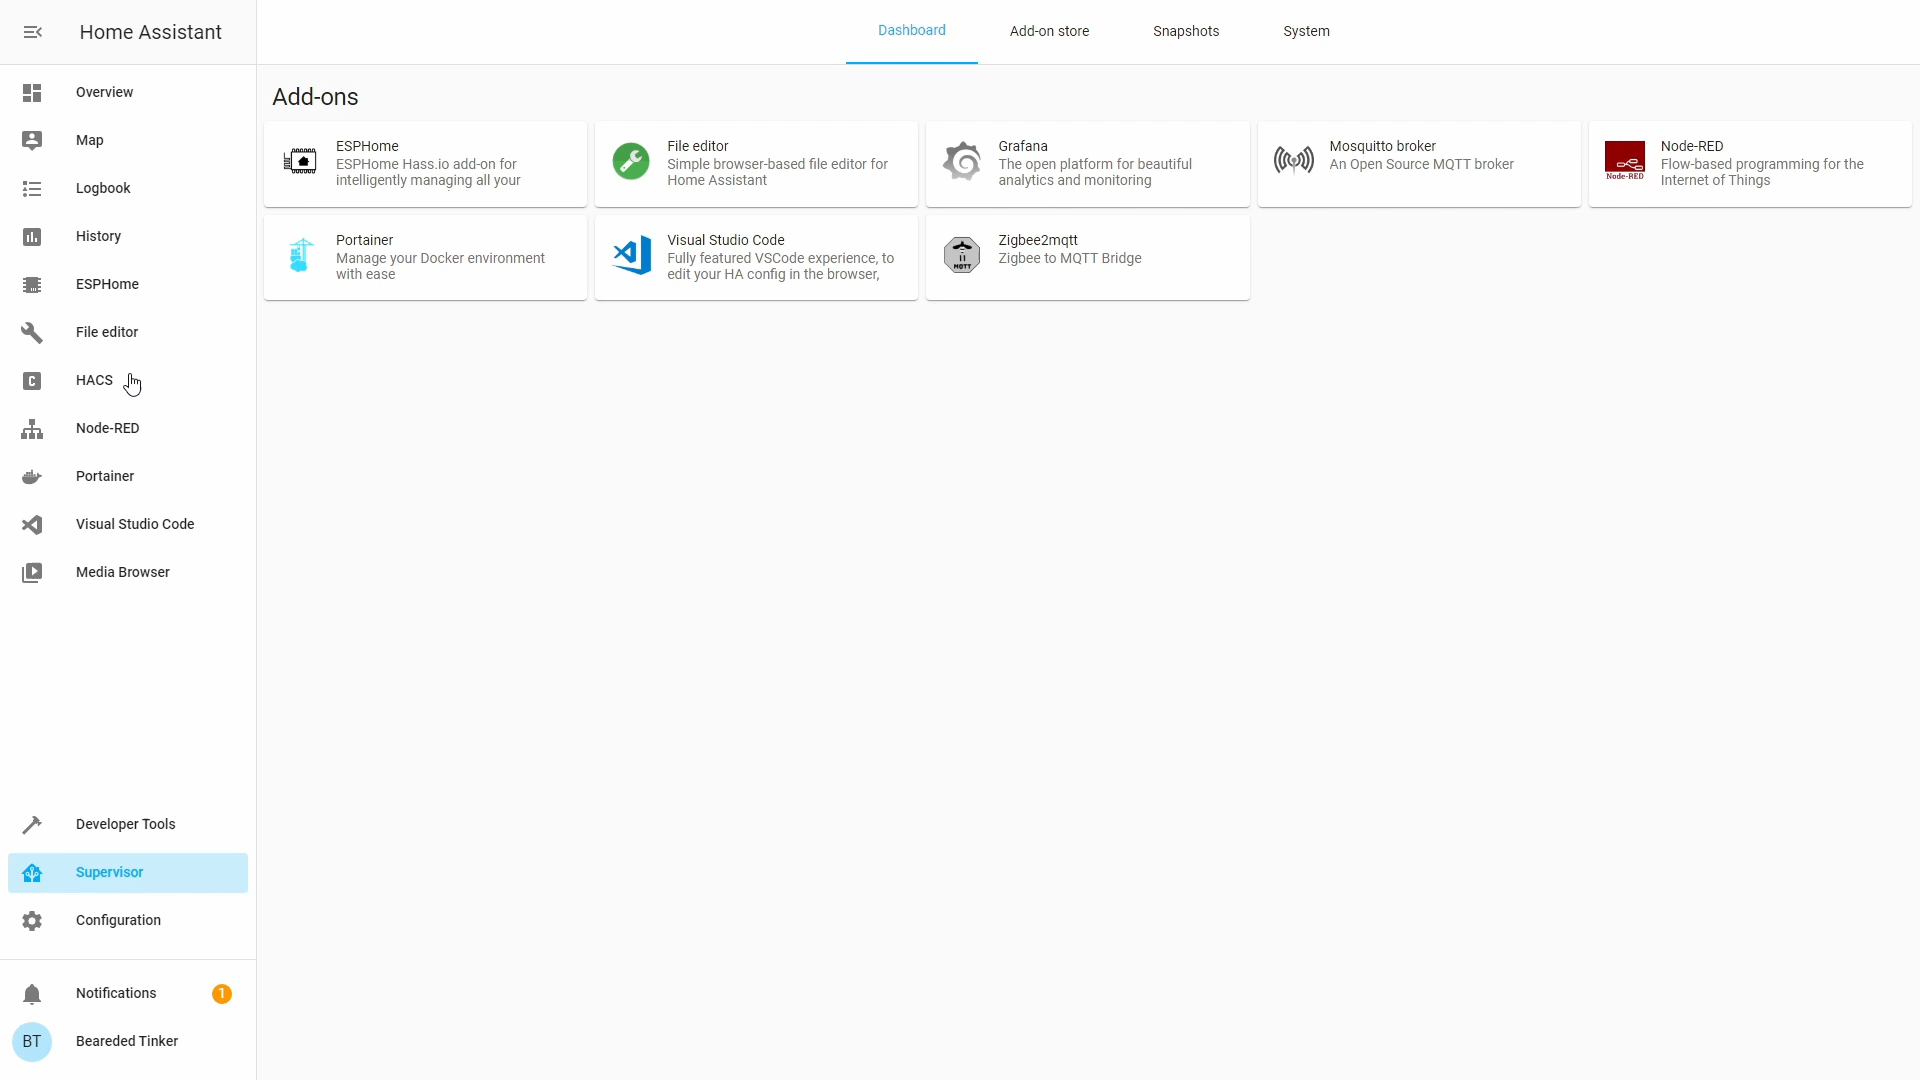 Home Assistant
Dashboard
Add-on store
Snapshots
System
Overview
Map
Logbook
History
ESPHome
File editor
HACS
Node-RED
Portainer
Visual Studio Code
Media Browser
Developer Tools
Supervisor
Configuration
Notifications
1
BT
Bearded Tinker
Add-ons
ESPHome
ESPHome Hass.io add-on for
intelligently managing all your
File editor
Simple browser-based file editor for
Home Assistant
Grafana
The open platform for beautiful
analytics and monitoring
Mosquitto broker
An Open Source MQTT broker
Node-RED
Node-RED
Flow-based programming for the
Internet of Things
Portainer
Manage your Docker environment
with ease
Visual Studio Code
Fully featured VSCode experience, to
edit your HA config in the browser,
MQTT
Zigbee2mqtt
Zigbee to MQTT Bridge